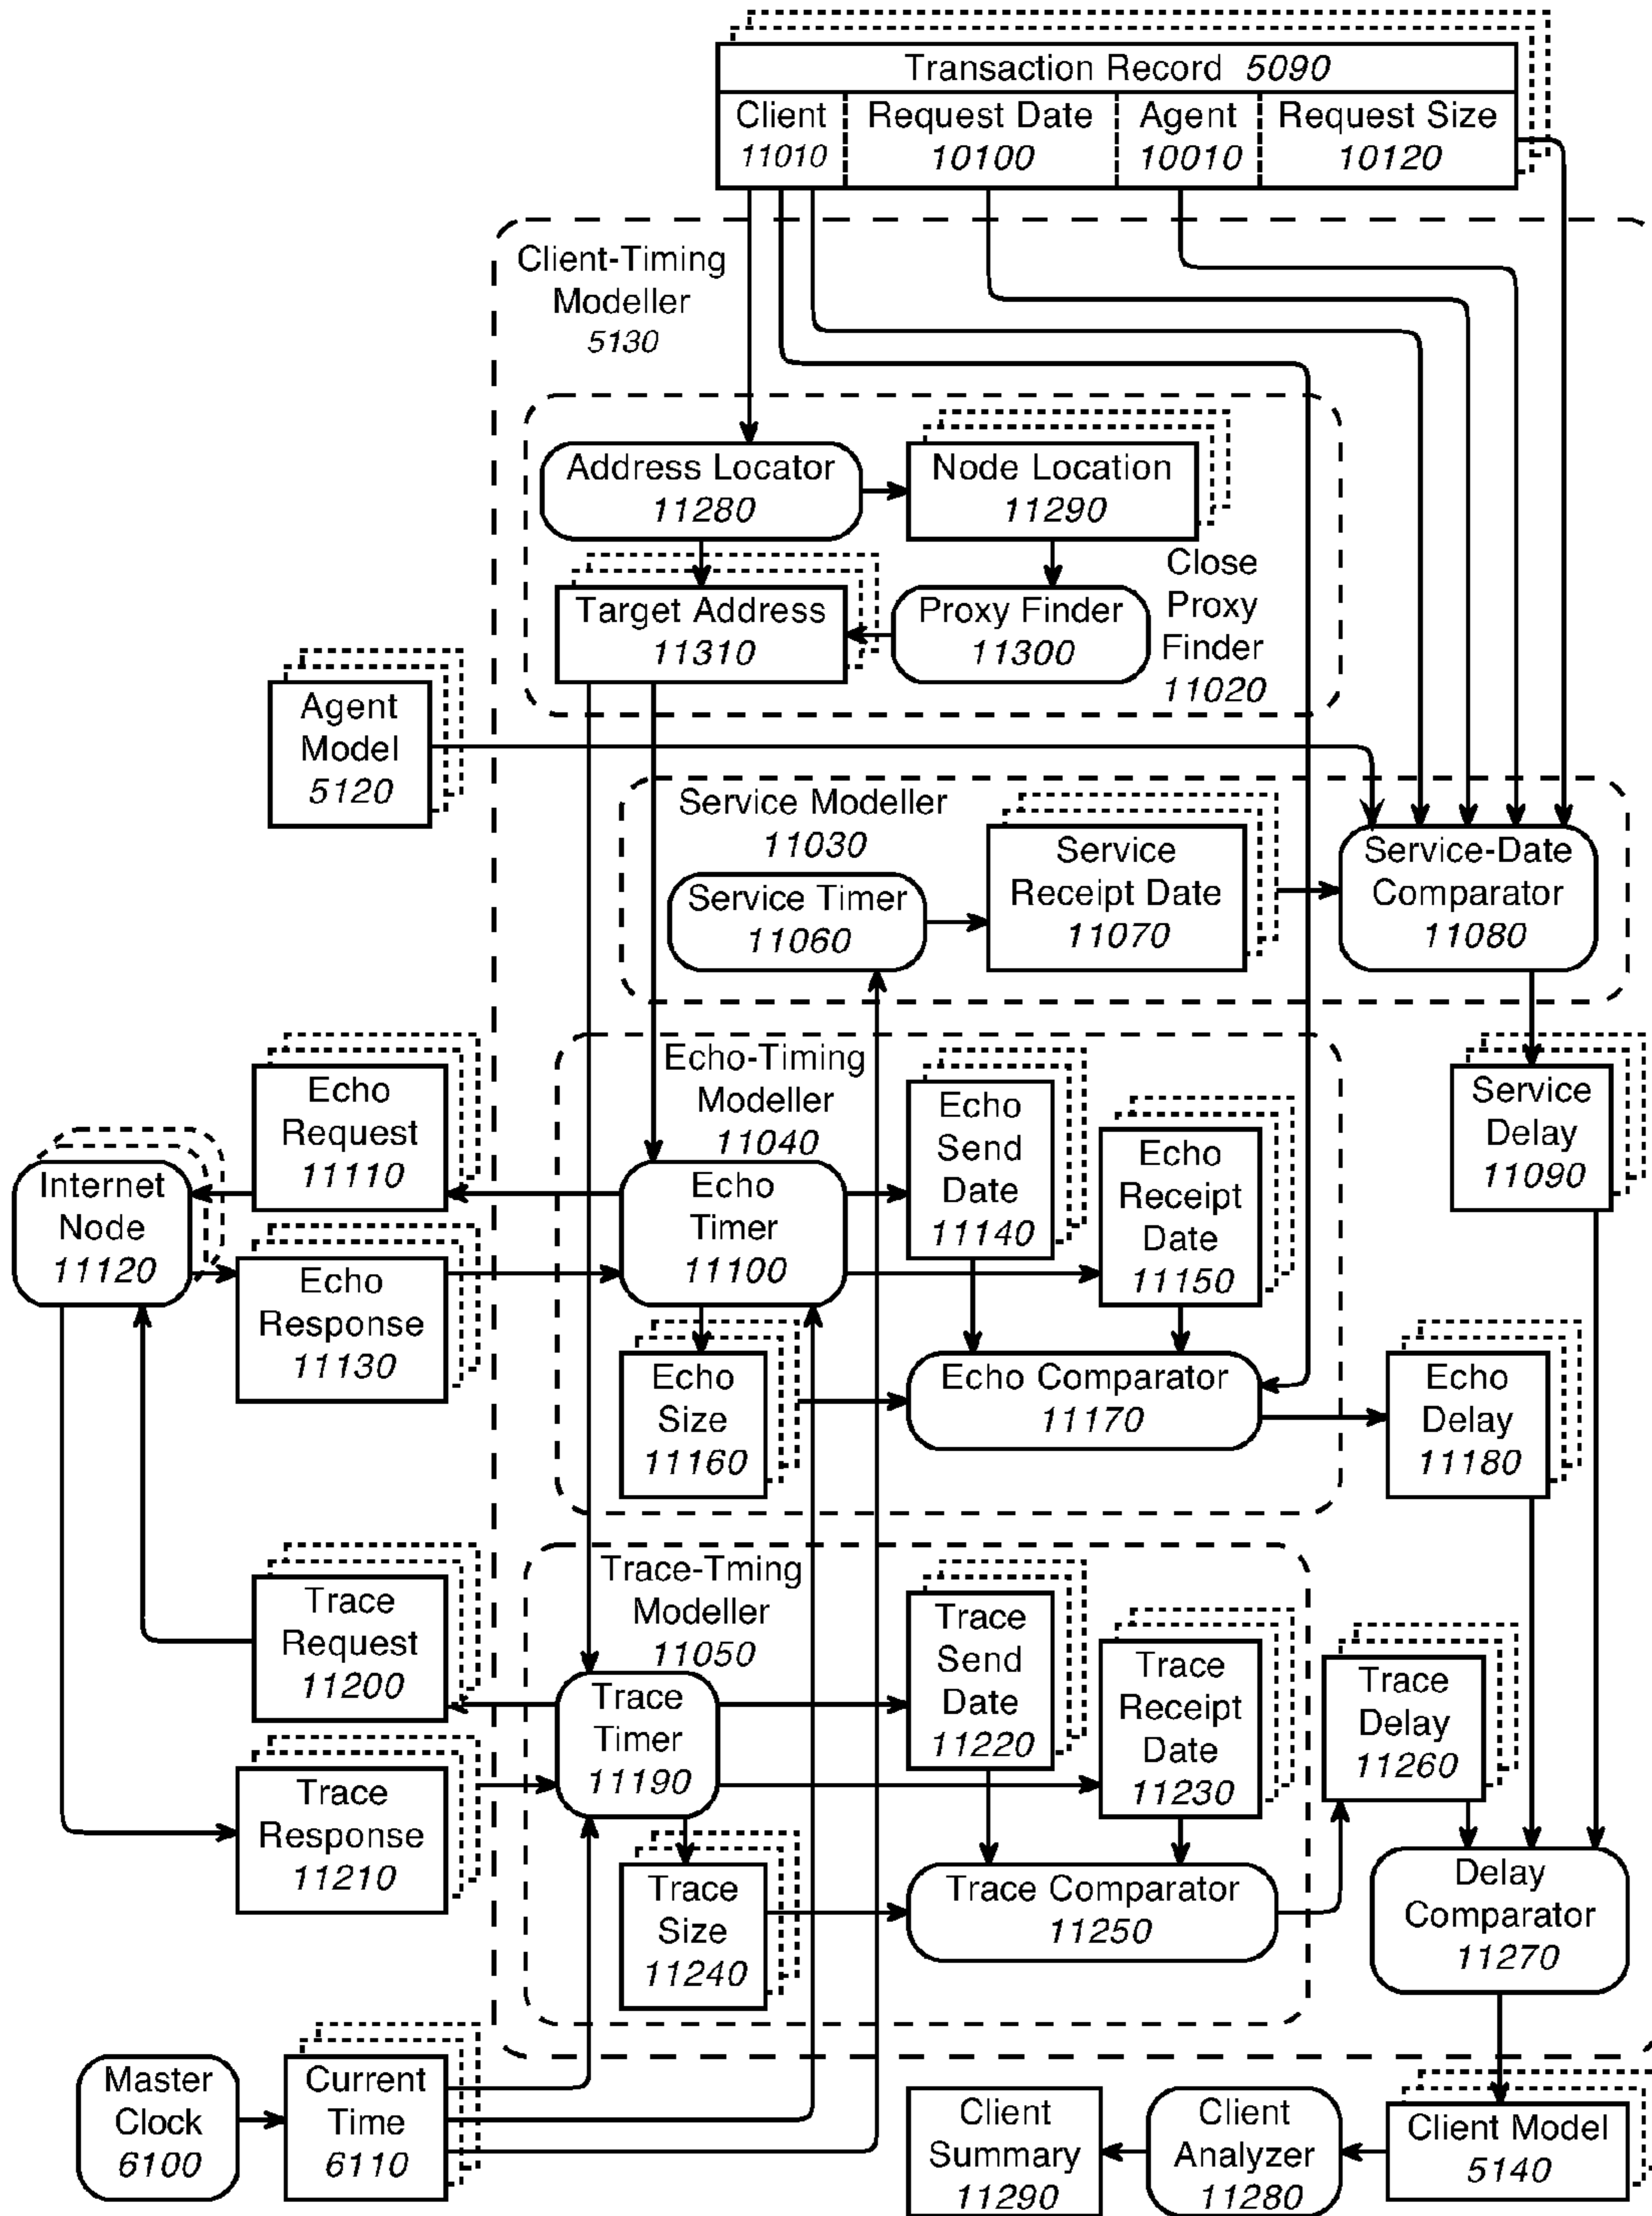 Transaction Record 5090
Client
11010
Request Date
10100
Agent
10010
Request Size
10120
Client-Timing
Modeller
5130
Address Locator
11280
Node Location
11290
Target Address
11310
Proxy Finder
11300
Close
Proxy
Finder
11020
Agent
Model
5120
Service Modeller
11030
Service Timer
11060
Service
Receipt Date
11070
Service-Date
Comparator
11080
Echo
Request
11110
Echo-Timing
Modeller
11040
Echo
Send
Date
11140
Echo
Receipt
Date
11150
Service
Delay
11090
Internet
Node
11120
Echo
Timer
11100
Echo
Response
11130
Echo
Size
11160
Echo Comparator
11170
Echo
Delay
11180
Trace
Request
11200
Trace-Tming
Modeller
11050
Trace
Send
Date
11220
Trace
Receipt
Date
11230
Trace
Delay
11260
Trace
Timer
11190
Trace
Response
11210
Trace
Size
11240
Trace Comparator
11250
Delay
Comparator
11270
Master
Clock
6100
Current
Time
6110
Client
Summary
11290
Client
Analyzer
11280
Client Model
5140